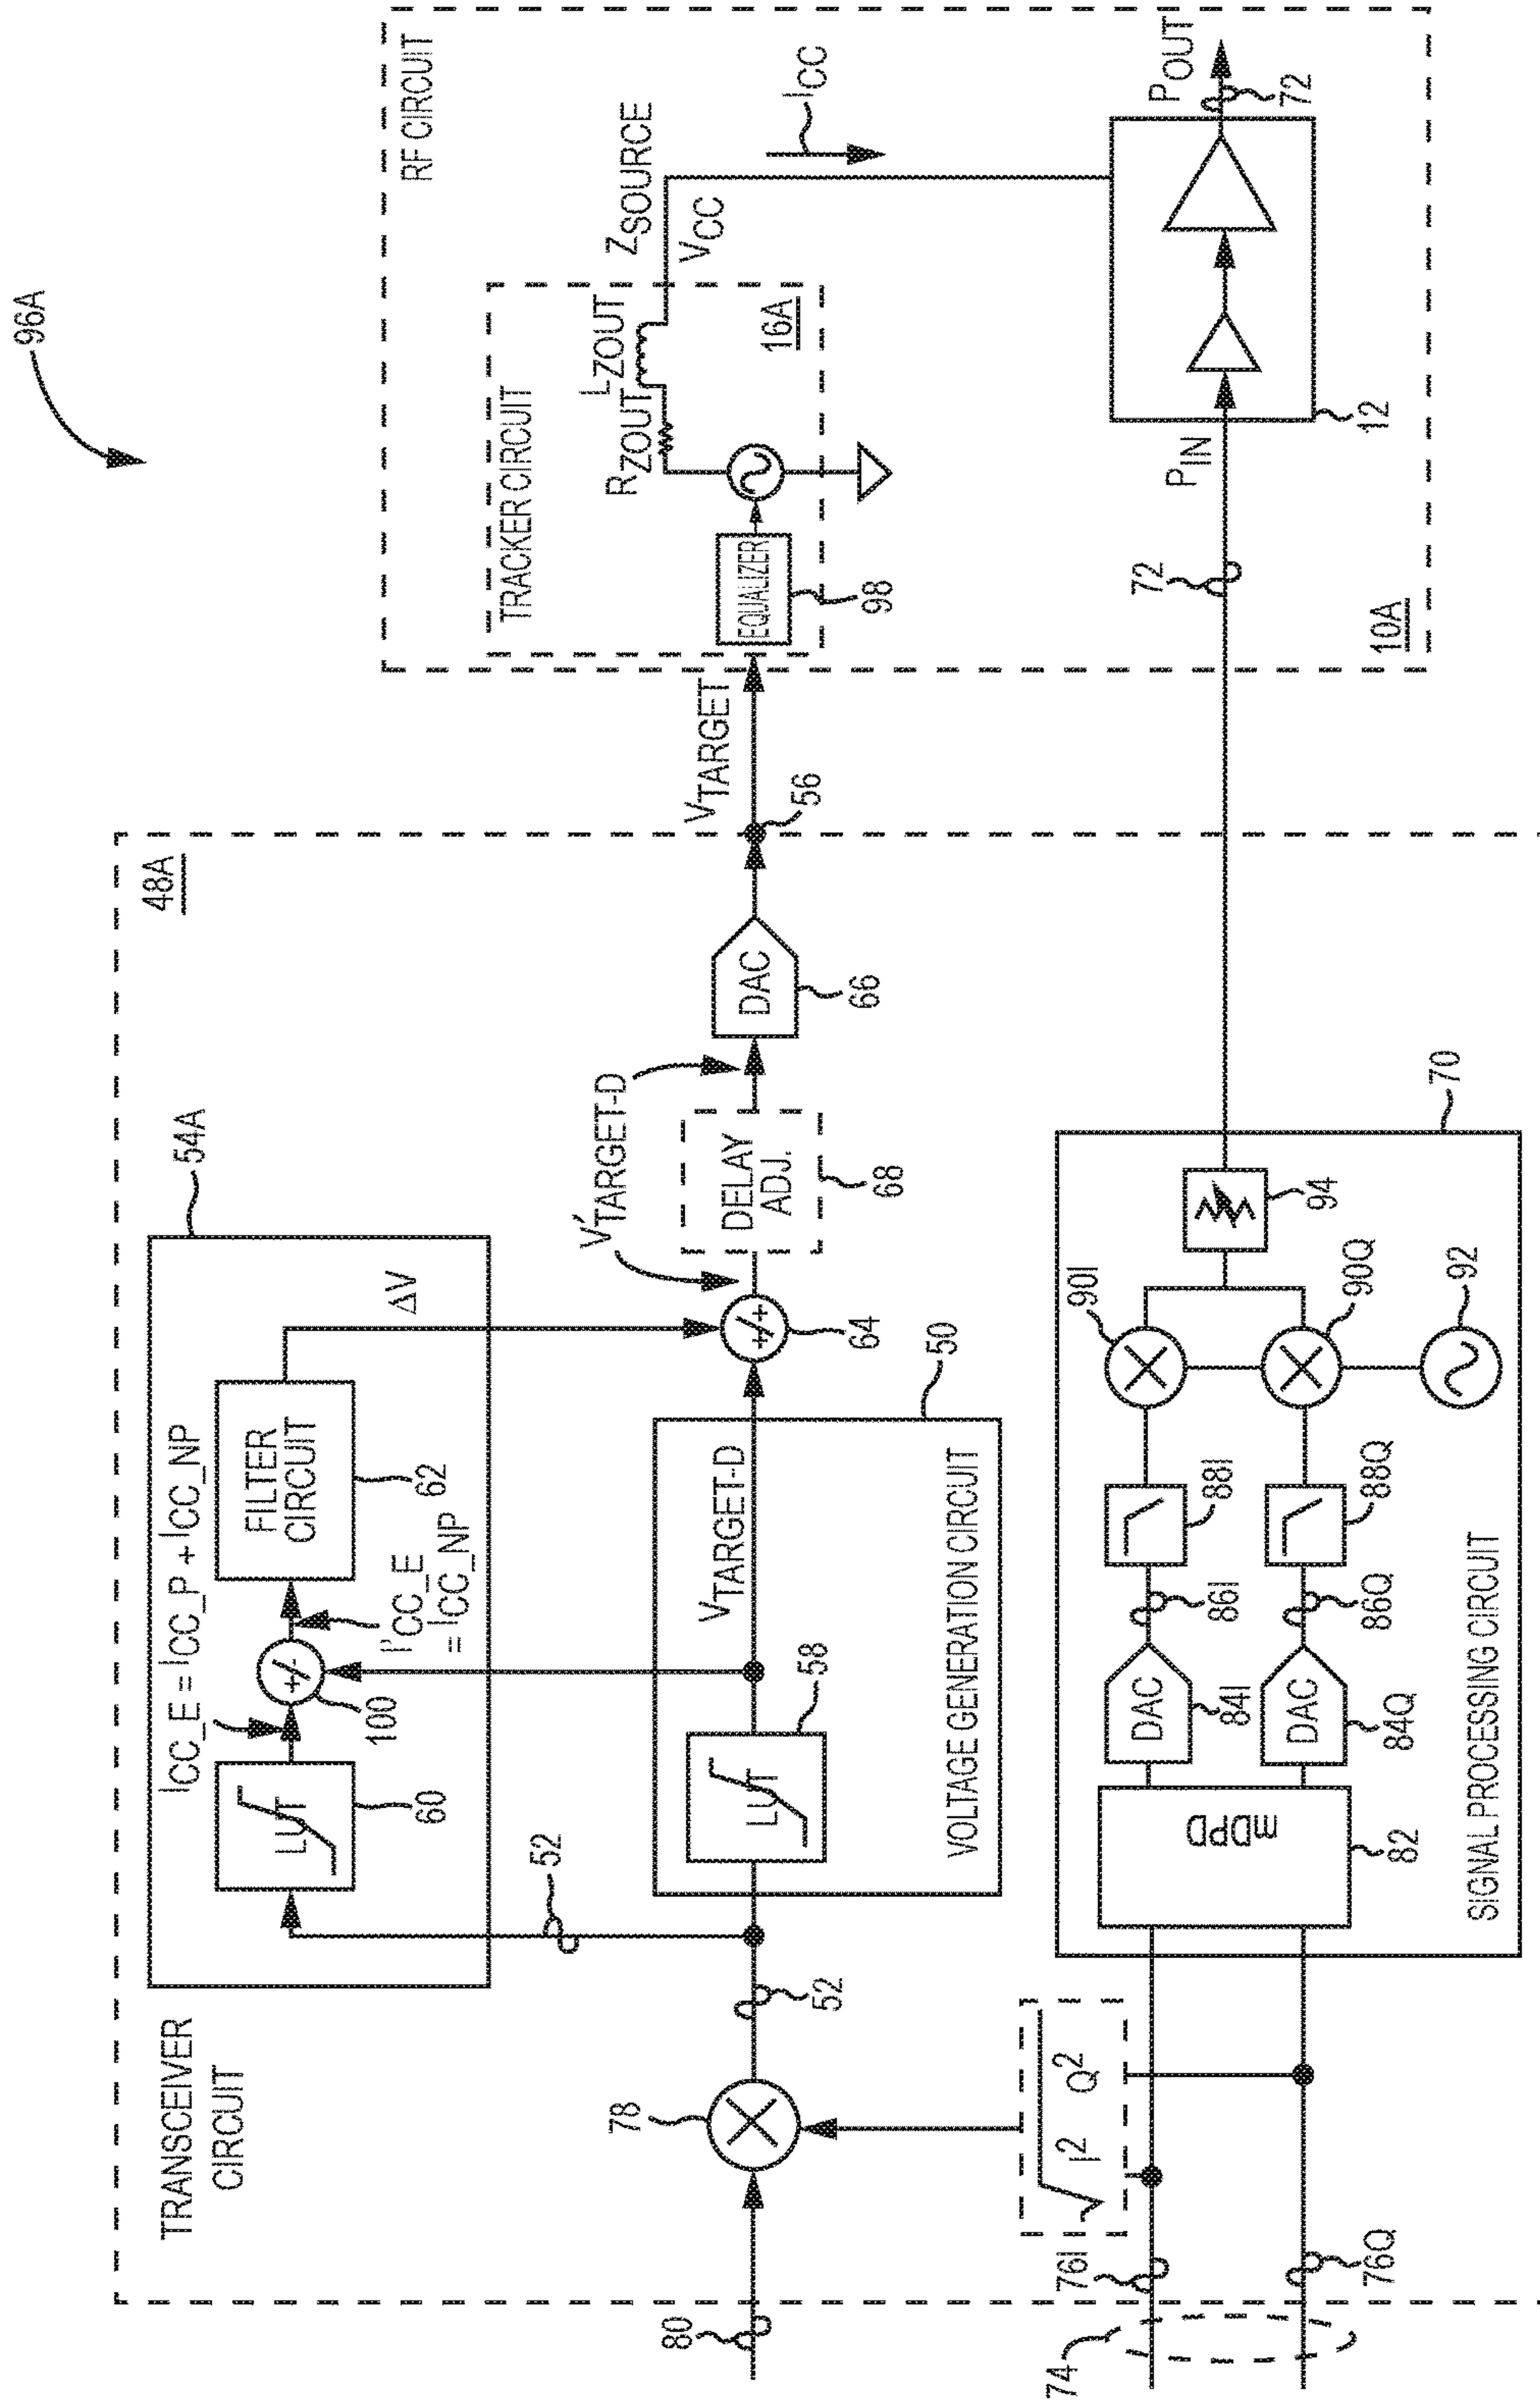 96A
RF CIRCUIT
TRACKER CIRCUIT
RZOUT
LZOUT
16A
ZSOURCE
VCC
ICC
EQUALIZER
98
VTARGET
PIN
72
12
POUT
72
10A
48A
TRANSCEIVER
CIRCUIT
54A
ICC_E = ICC_P + ICC_NP
LUT
60
+/-
100
I'CC_E
= ICC_NP
FILTER
CIRCUIT
62
ΔV
52
80
78
52
LUT
58
VTARGET-D
VOLTAGE GENERATION CIRCUIT
50
+/+
64
V'TARGET-D
DELAY
ADJ.
68
DAC
66
56
74
76I
76Q
√ I² Q²
mDPD
82
DAC
84I
86I
88I
90I
DAC
84Q
86Q
88Q
90Q
92
94
70
SIGNAL PROCESSING CIRCUIT